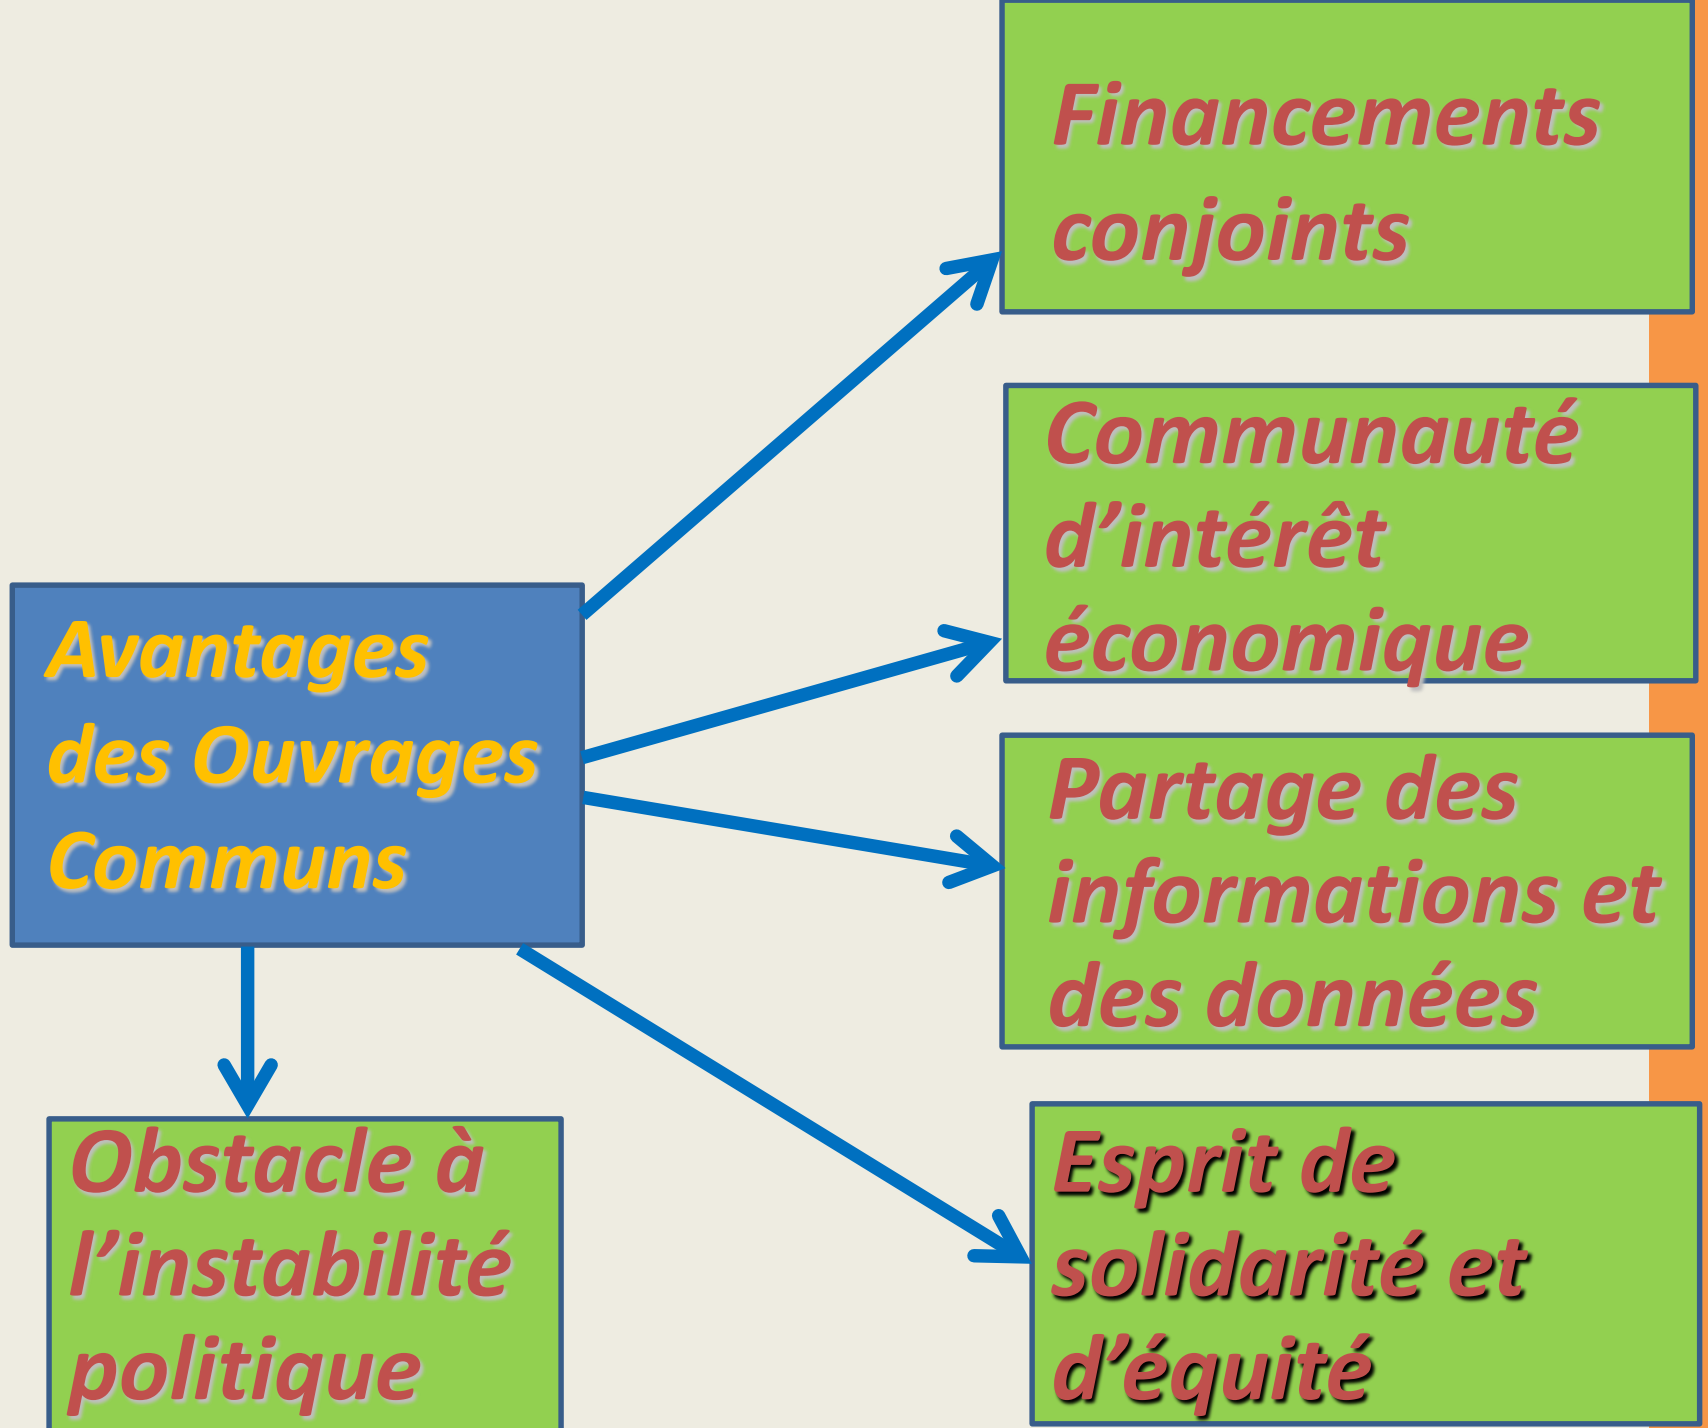 Financements
conjoints
Communauté
d’intérêt
économique
Avantages
des Ouvrages
Communs
Partage des
informations et
des données
Obstacle à
l’instabilité
politique
Esprit de
solidarité et
d’équité